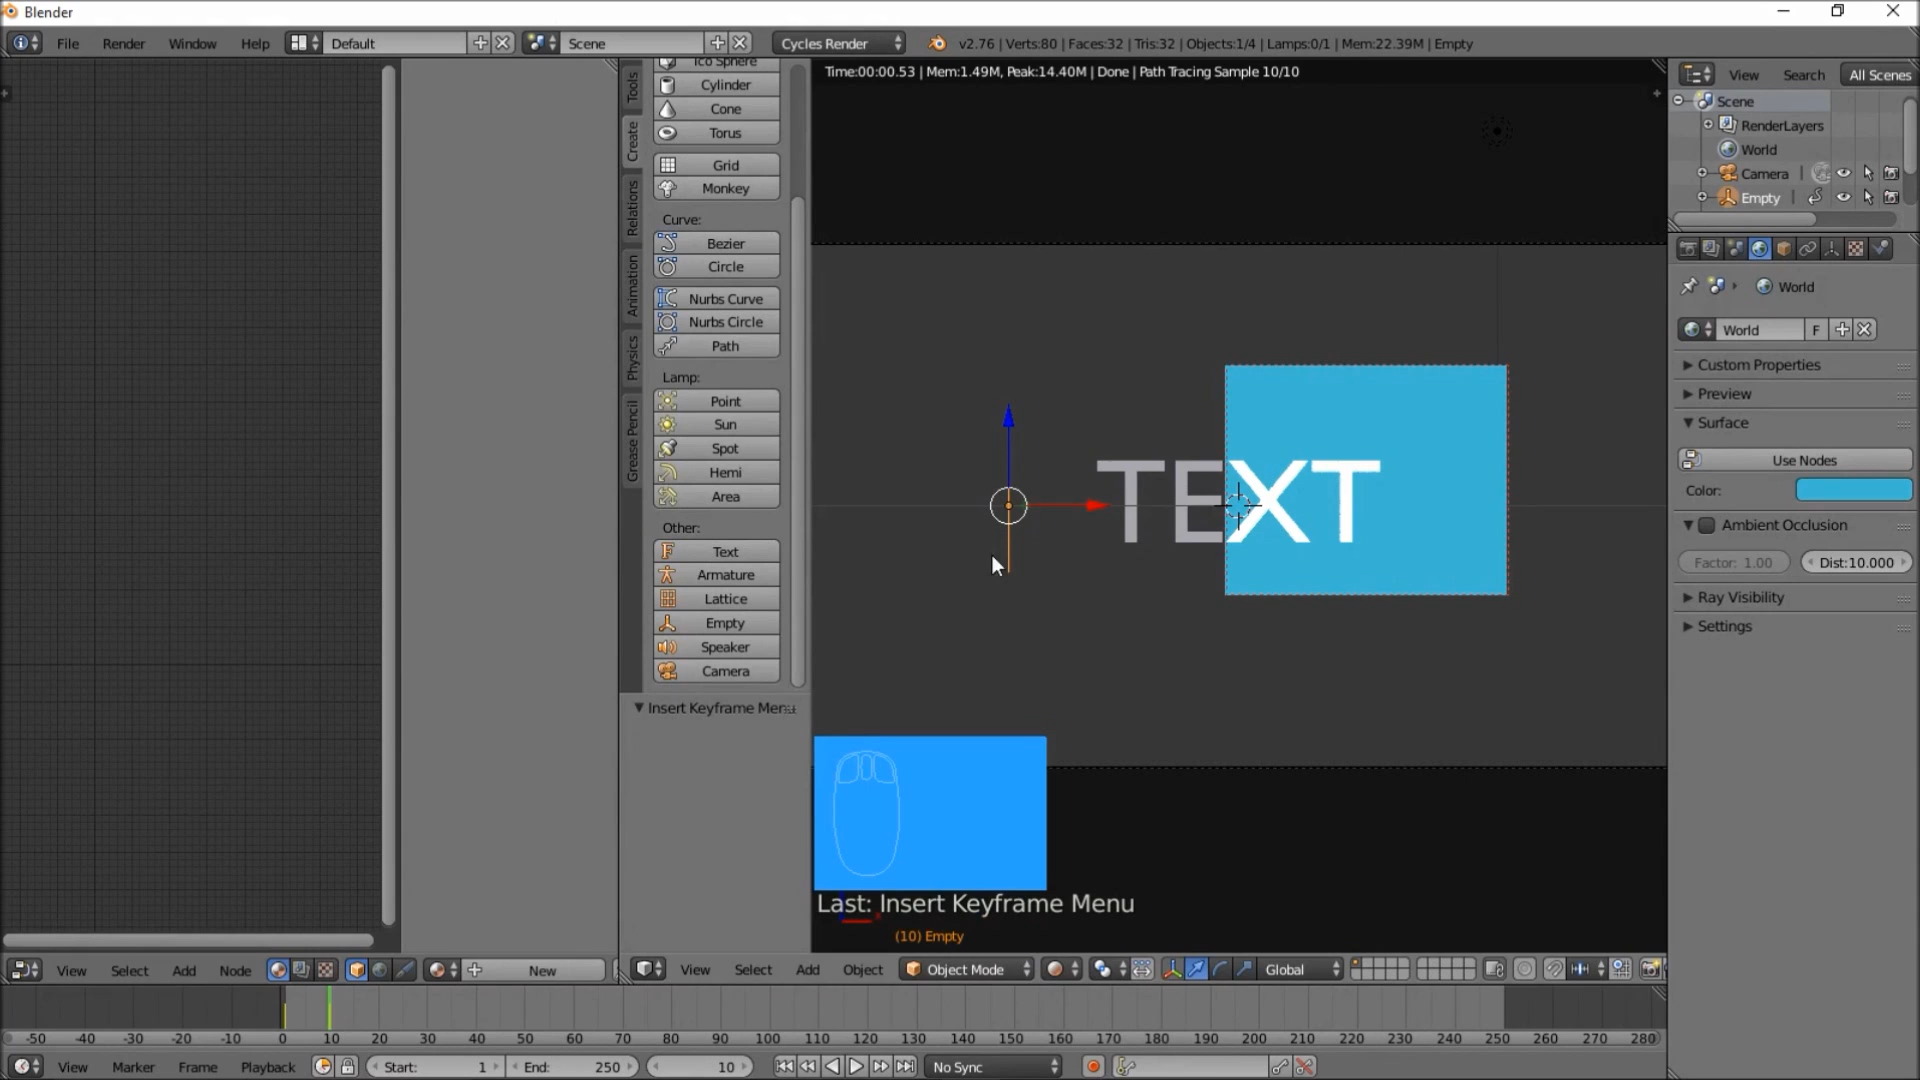 Blender
File Render Window Help Default Scene Cycles Render v2.76 | Verts:80 | Faces:32 | Tris:32 | Objects:1/4 | Lamps:0/1 | Mem:22.39M | Empty
Time:00:00.53 | Mem:1.49M, Peak:14.40M | Done | Path Tracing Sample 10/10
View Search All Scenes
Scene
RenderLayers
World
Camera
Empty
Tools
Create
Relations
Animation
Physics
Grease Pencil
Ico Sphere
Cylinder
Cone
Torus
Grid
Monkey
Curve:
Bezier
Circle
Nurbs Curve
Nurbs Circle
Path
Lamp:
Point
Sun
Spot
Hemi
Area
Other:
Text
Armature
Lattice
Empty
Speaker
Camera
Insert Keyframe Menu
TEXT
World
World F
Custom Properties
Preview
Surface
Use Nodes
Color:
Ambient Occlusion
Factor: 1.00 Dist:10.000
Ray Visibility
Settings
Last: Insert Keyframe Menu
(10) Empty
View Select Add Node New
View Select Add Object Object Mode Global
-50 -40 -30 -20 -10 0 10 20 30 40 50 60 70 80 90 100 110 120 130 140 150 160 170 180 190 200 210 220 230 240 250 260 270 280
View Marker Frame Playback Start: 1 End: 250 10 No Sync